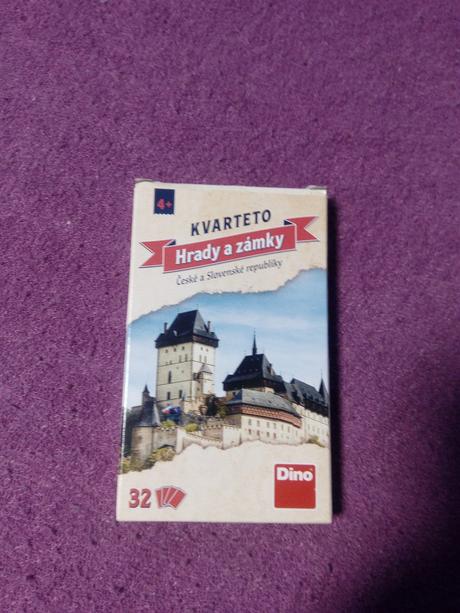 4+
KVARTETO
Hrady a zámky
České a Slovenské republiky
Dino
32